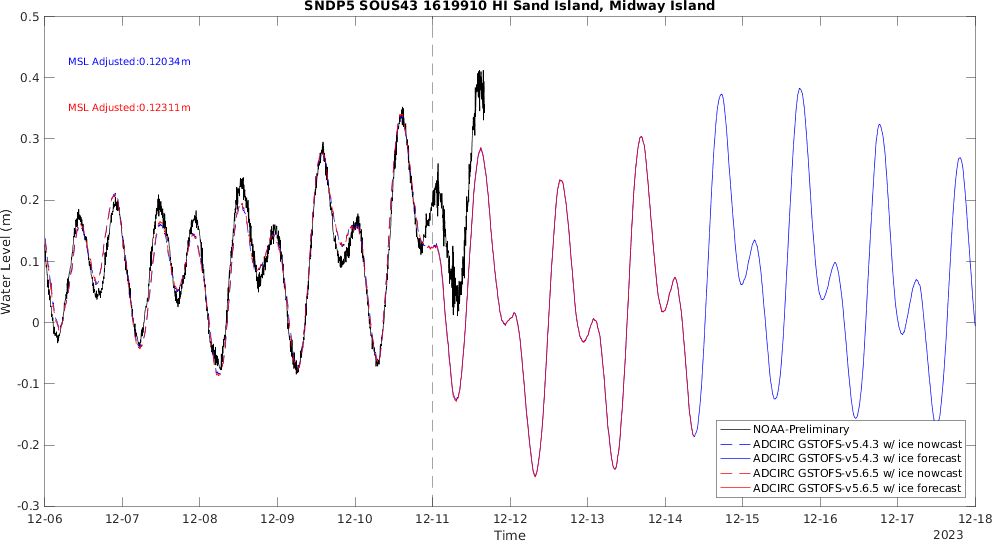 SNDP5 SOUS43 1619910 HI Sand Island, Midway Island
0.5
0.4
0.3
0.2
0.1
0
-0.1
-0.2
-0.3
Water Level (m)
MSL Adjusted:0.12034m
MSL Adjusted:0.12311m
NOAA-Preliminary
ADCIRC GSTOFS-v5.4.3 w/ ice nowcast
ADCIRC GSTOFS-v5.4.3 w/ ice forecast
ADCIRC GSTOFS-v5.6.5 w/ ice nowcast
ADCIRC GSTOFS-v5.6.5 w/ ice forecast
12-06 12-07 12-08 12-09 12-10 12-11 12-12 12-13 12-14 12-15 12-16 12-17 12-18
Time
2023